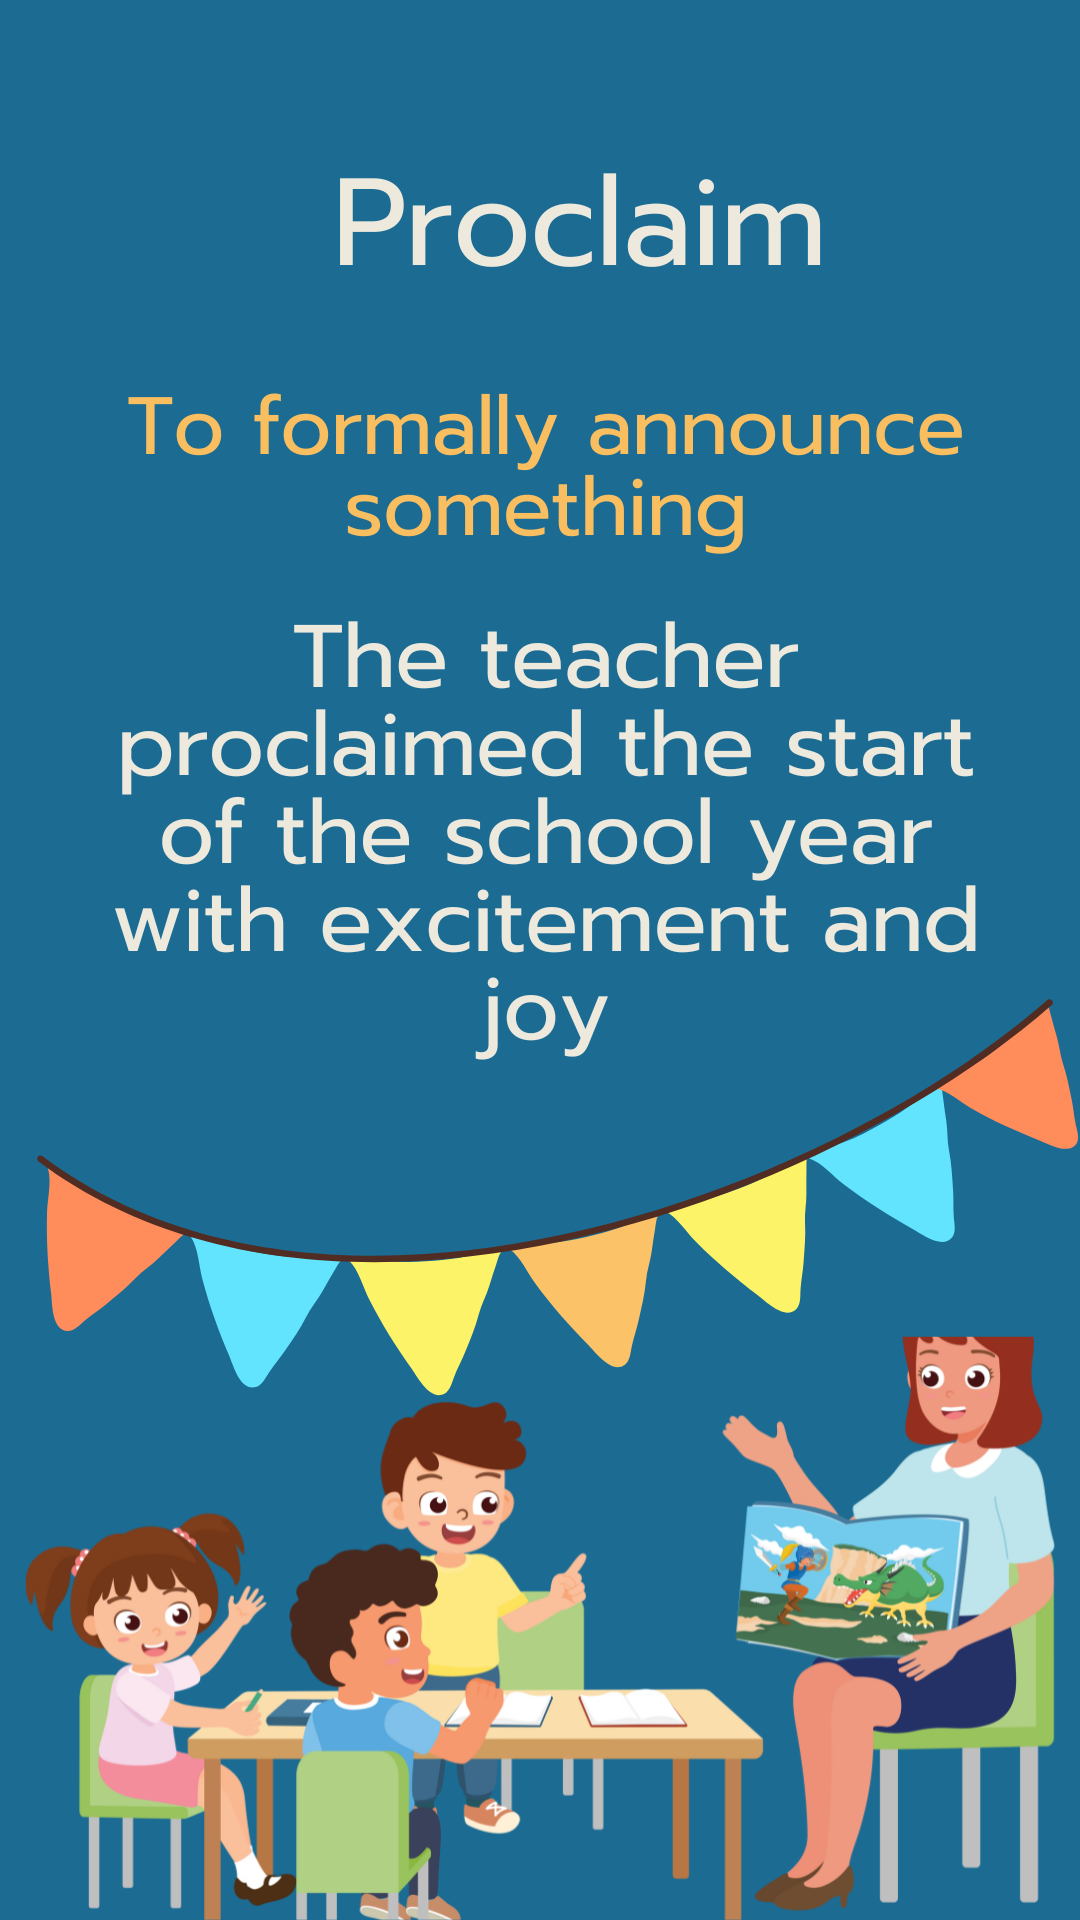 Proclaim
To formally announce
something
The teacher
proclaimed the start
of the school year
with excitement and
joy